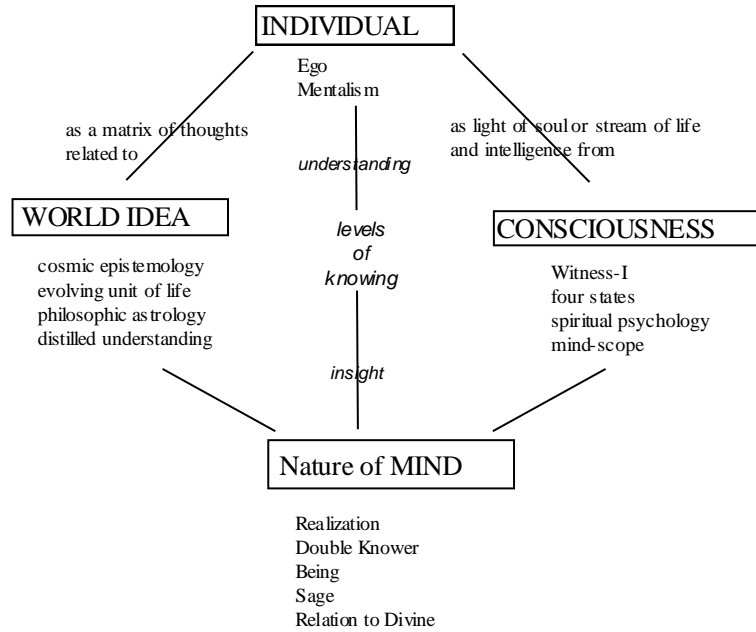 INDIVIDUAL
Ego
Mentalism
as a matrix of thoughts
related to
understanding
as light of soul or stream of life
and intelligence from
WORLD IDEA
cosmic epistemology
evolving unit of life
philosophic astrology
distilled understanding
levels
of
knowing
CONSCIOUSNESS
Witness-I
four states
spiritual psychology
mind-scope
insight
Nature of MIND
Realization
Double Knower
Being
Sage
Relation to Divine